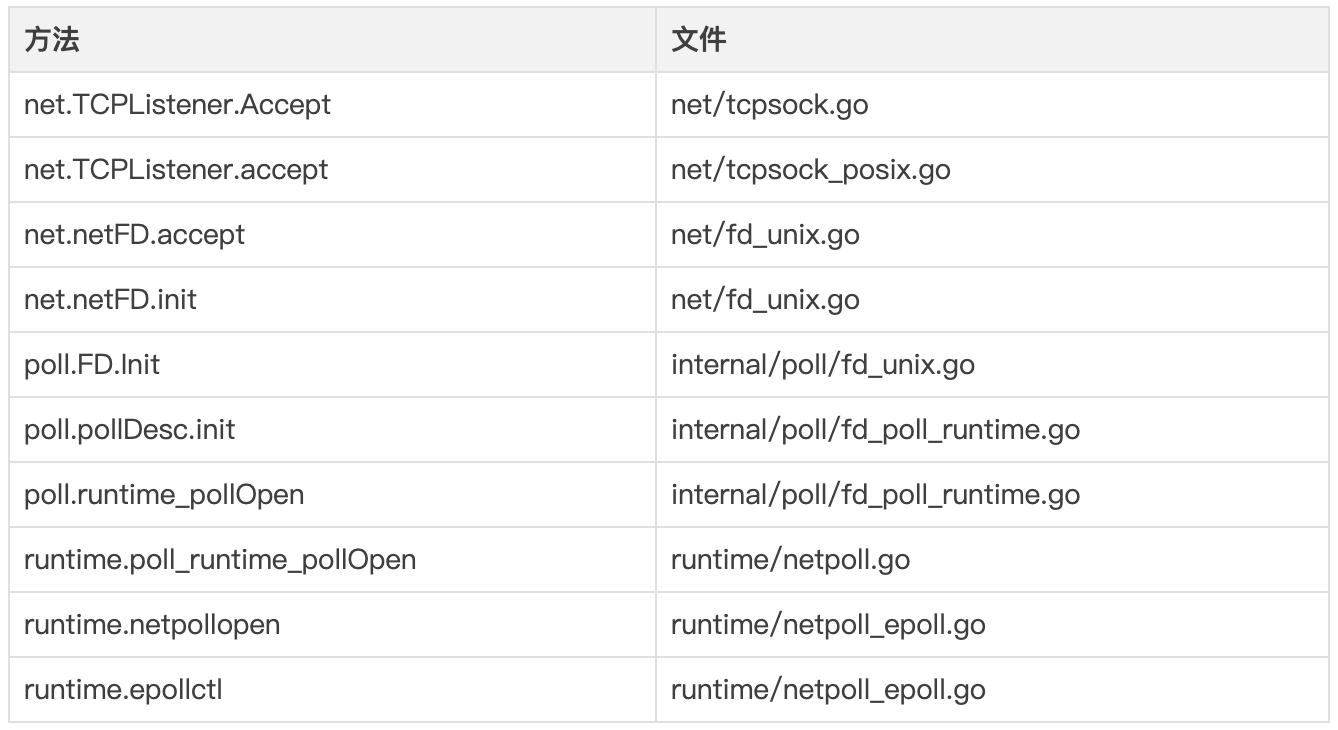 方法 文件
net.TCPListener.Accept net/tcpsock.go
net.TCPListener.accept net/tcpsock_posix.go
net.netFD.accept net/fd_unix.go
net.netFD.init net/fd_unix.go
poll.FD.Init internal/poll/fd_unix.go
poll.pollDesc.init internal/poll/fd_poll_runtime.go
poll.runtime_pollOpen internal/poll/fd_poll_runtime.go
runtime.poll_runtime_pollOpen runtime/netpoll.go
runtime.netpollopen runtime/netpoll_epoll.go
runtime.epollctl runtime/netpoll_epoll.go